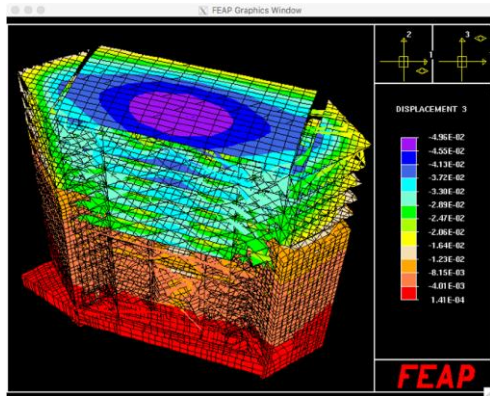 FEAP Graphics Window
2
3
1
DISPLACEMENT 3
-4.96E-02
-4.55E-02
-4.13E-02
-3.72E-02
-3.30E-02
-2.89E-02
-2.47E-02
-2.06E-02
-1.64E-02
-1.23E-02
-8.15E-03
-4.01E-03
1.41E-04
FEAP